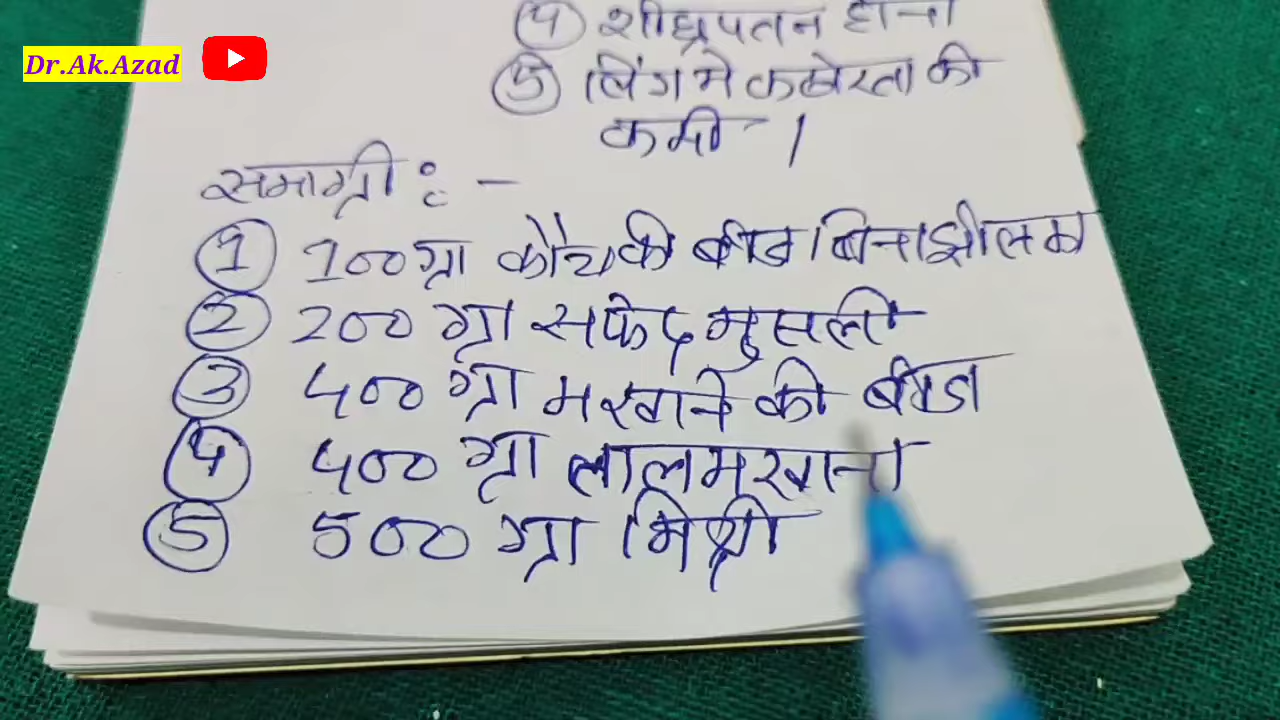 Dr.Ak.Azad
④ शीघ्रपतन होना
⑤ लिंग मे कठोरता की
कमी - ।
समाग्री : -
① 100 ग्रा कौच की बीज बिना झील का
② 200 ग्रा सफेद मुसली
③ 400 ग्रा मखाने की बीज
④ 400 ग्रा लाल मखाना
⑤ 500 ग्रा मिश्री